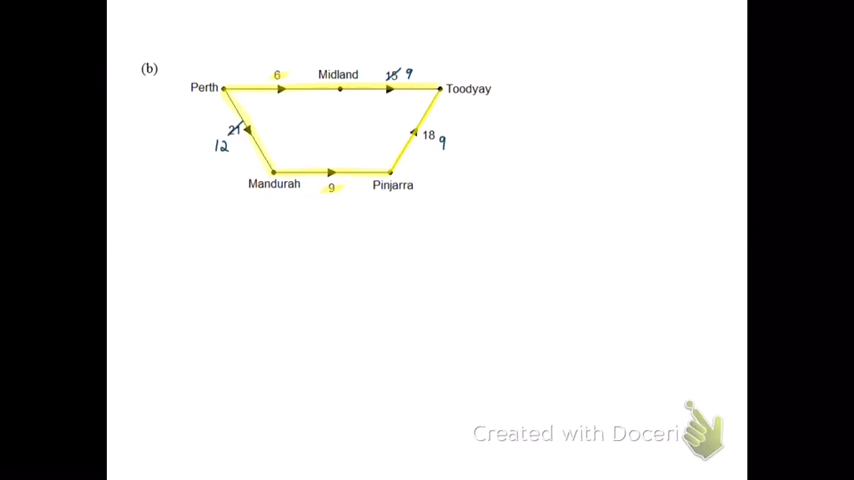 (b)
6 Midland 15 9
Perth Toodyay
21
12
18 9
Mandurah 9 Pinjarra
Created with Doceri